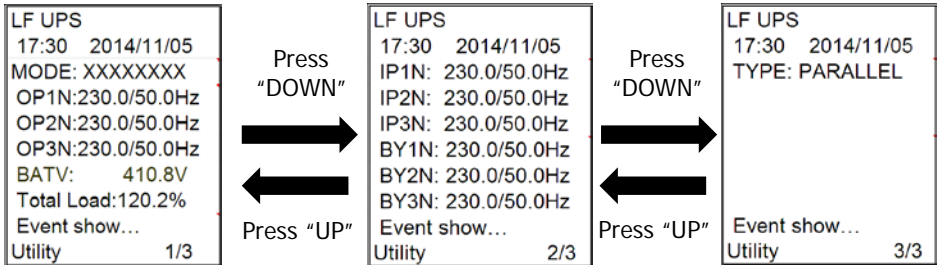 LF UPS
17:30 2014/11/05
MODE: XXXXXXXX
OP1N:230.0/50.0Hz
OP2N:230.0/50.0Hz
OP3N:230.0/50.0Hz
BATV: 410.8V
Total Load:120.2%
Event show...
Utility 1/3
Press
“DOWN”
Press “UP”
LF UPS
17:30 2014/11/05
IP1N: 230.0/50.0Hz
IP2N: 230.0/50.0Hz
IP3N: 230.0/50.0Hz
BY1N: 230.0/50.0Hz
BY2N: 230.0/50.0Hz
BY3N: 230.0/50.0Hz
Event show...
Utility 2/3
Press
“DOWN”
Press “UP”
LF UPS
17:30 2014/11/05
TYPE: PARALLEL
Event show...
Utility 3/3